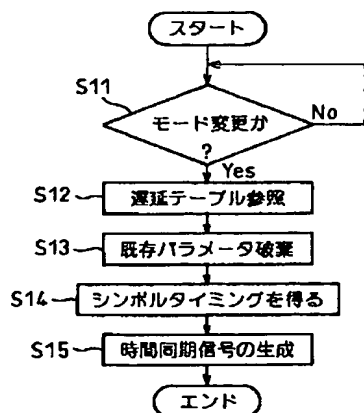 スタート
S11
モード変更か
?
No
Yes
S12
遅延テーブル参照
S13
既存パラメータ破棄
S14
シンボルタイミングを得る
S15
時間同期信号の生成
エンド